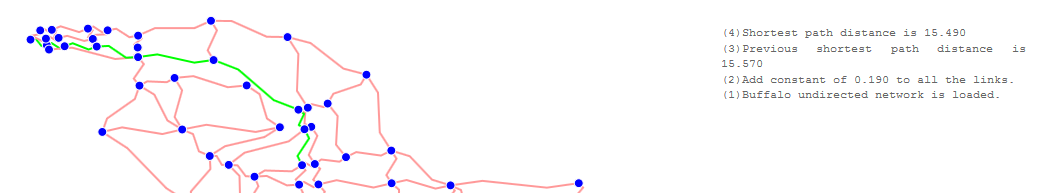 (4)Shortest path distance is 15.490
(3)Previous shortest path distance is
15.570
(2)Add constant of 0.190 to all the links.
(1)Buffalo undirected network is loaded.